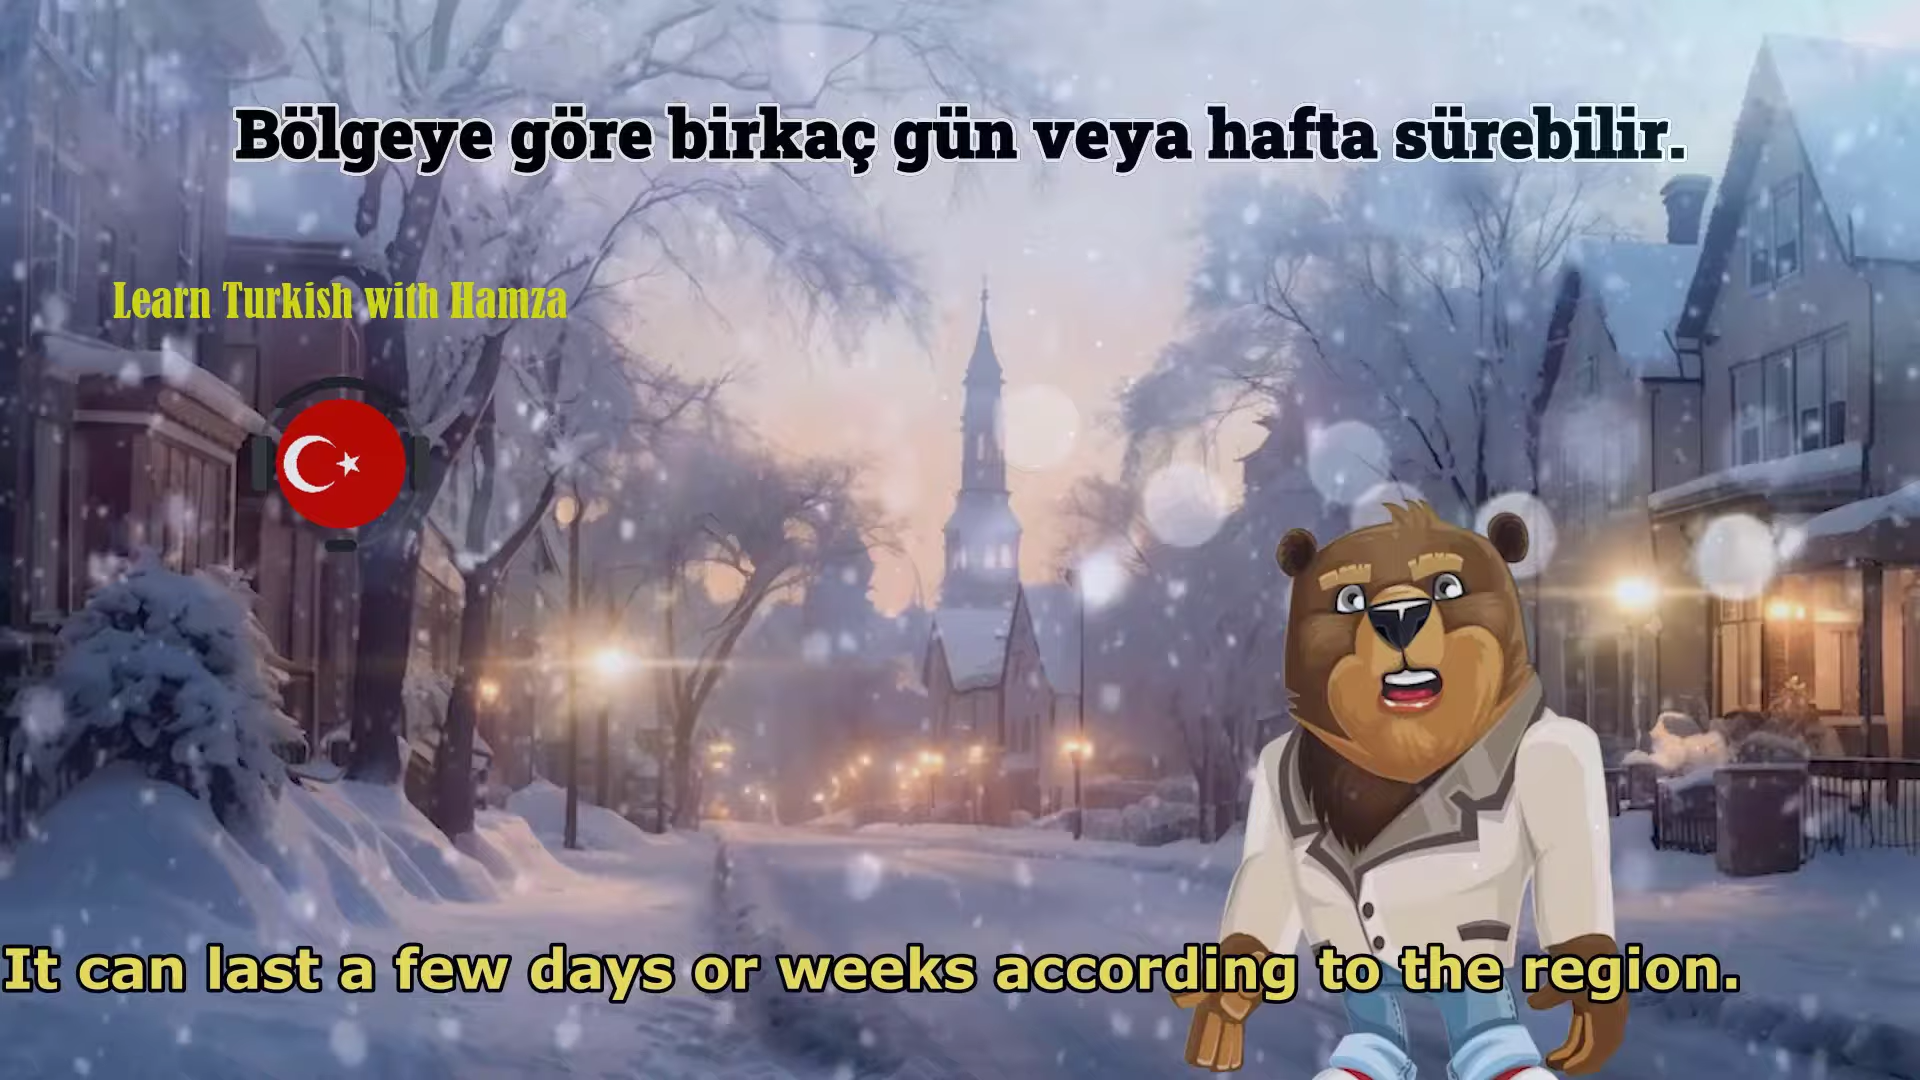 Bölgeye göre birkaç gün veya hafta sürebilir.
Learn Turkish with Hamza
It can last a few days or weeks according to the region.